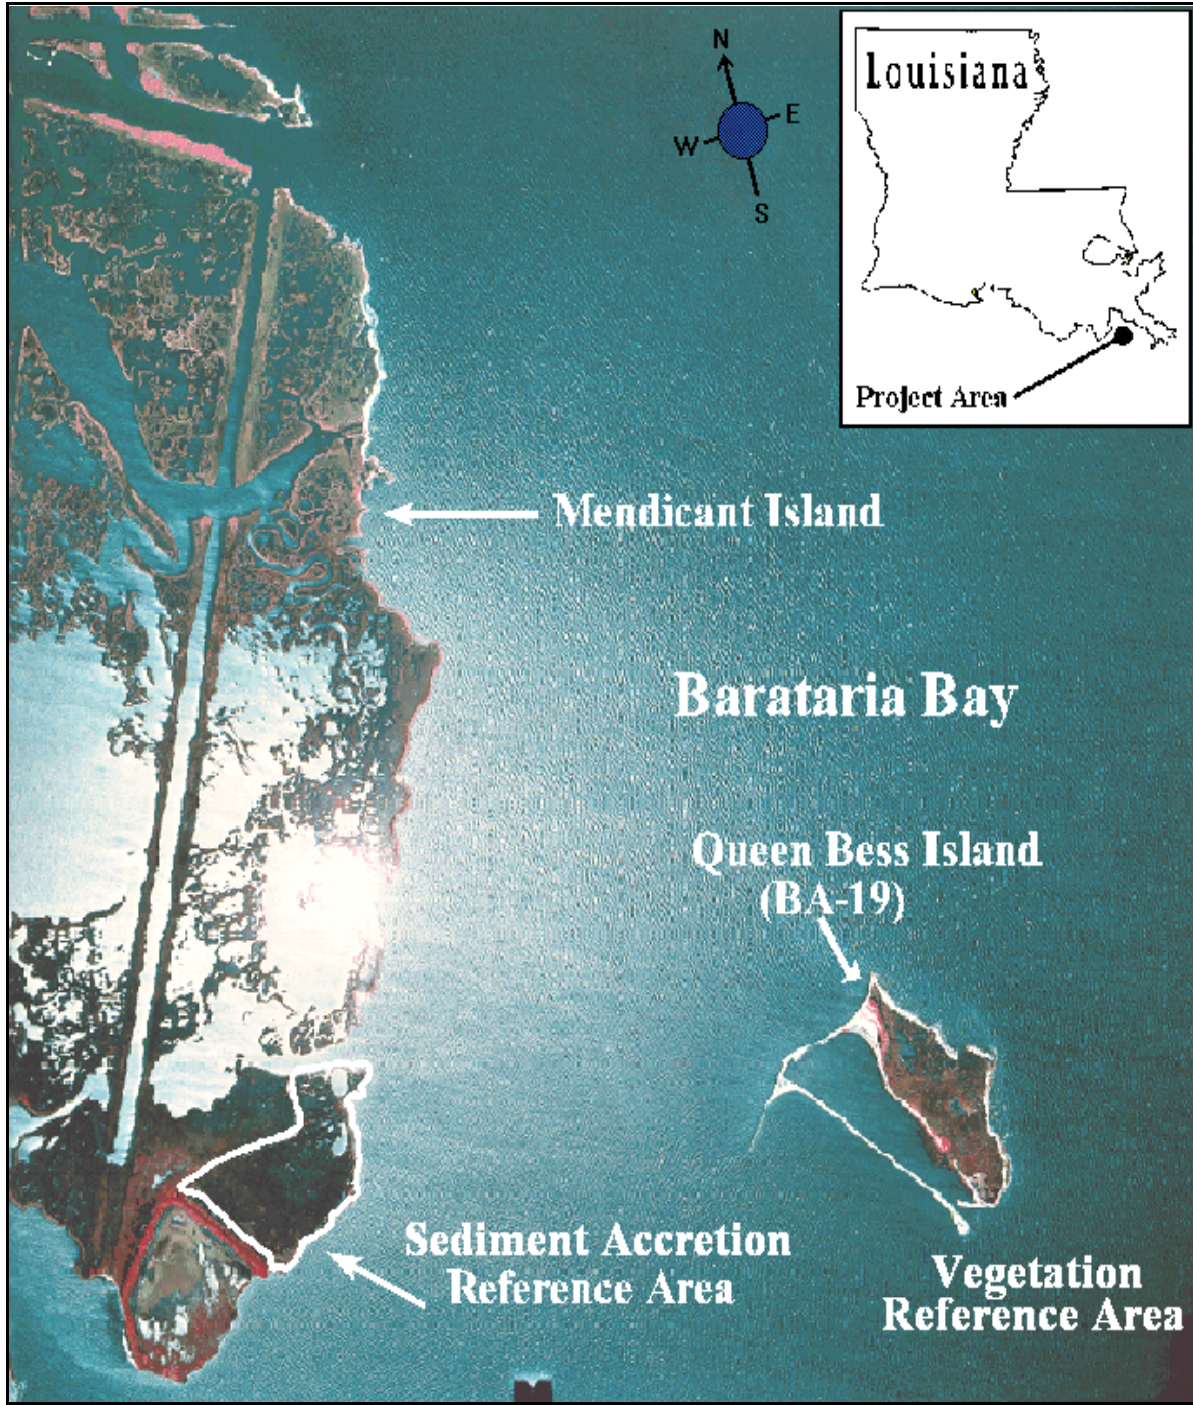 N
W
E
S
Louisiana
Project Area
Mendicant Island
Barataria Bay
Queen Bess Island
(BA-19)
Sediment Accretion
Reference Area
Vegetation
Reference Area